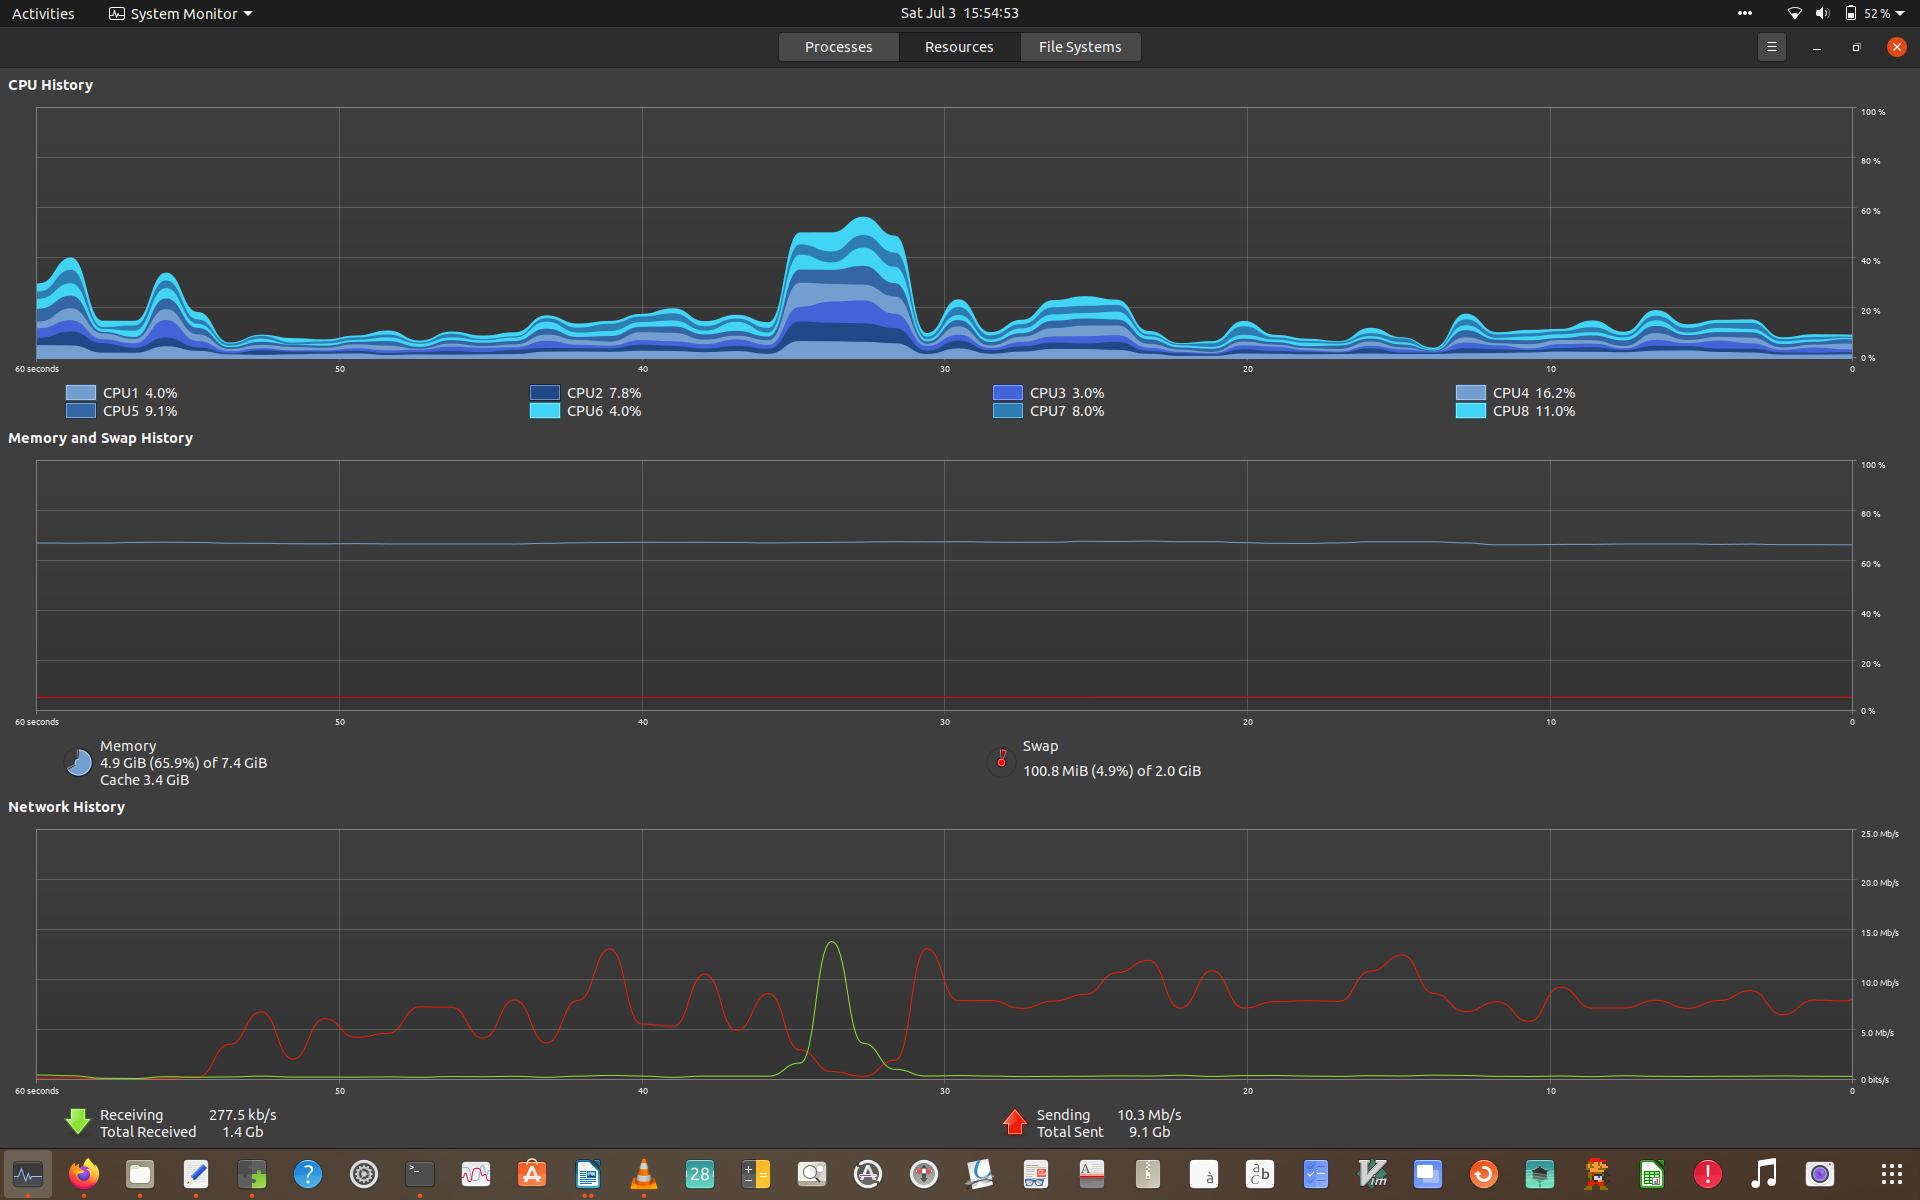 Activities System Monitor Sat Jul 3 15:54:53 52 %
Processes Resources File Systems
CPU History
100 %
80 %
60 %
40 %
20 %
0 %
60 seconds 50 40 30 20 10 0
CPU1 4.0% CPU2 7.8% CPU3 3.0% CPU4 16.2%
CPU5 9.1% CPU6 4.0% CPU7 8.0% CPU8 11.0%
Memory and Swap History
100 %
80 %
60 %
40 %
20 %
0 %
60 seconds 50 40 30 20 10 0
Memory
4.9 GiB (65.9%) of 7.4 GiB
Cache 3.4 GiB
Swap
100.8 MiB (4.9%) of 2.0 GiB
Network History
25.0 Mb/s
20.0 Mb/s
15.0 Mb/s
10.0 Mb/s
5.0 Mb/s
0 bits/s
60 seconds 50 40 30 20 10 0
Receiving 277.5 kb/s Sending 10.3 Mb/s
Total Received 1.4 Gb Total Sent 9.1 Gb
? >_ A 28 A A à a b c Vim !